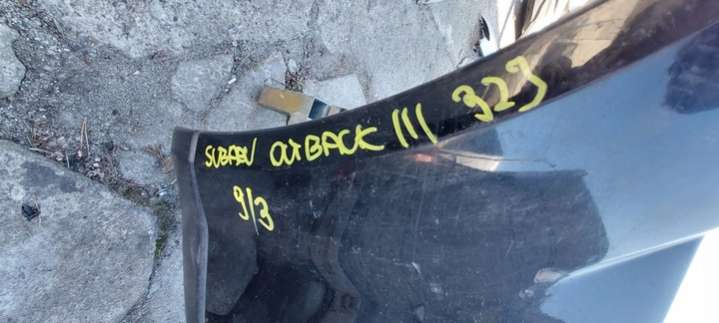 SUBARU OUTBACK III 329
9/3